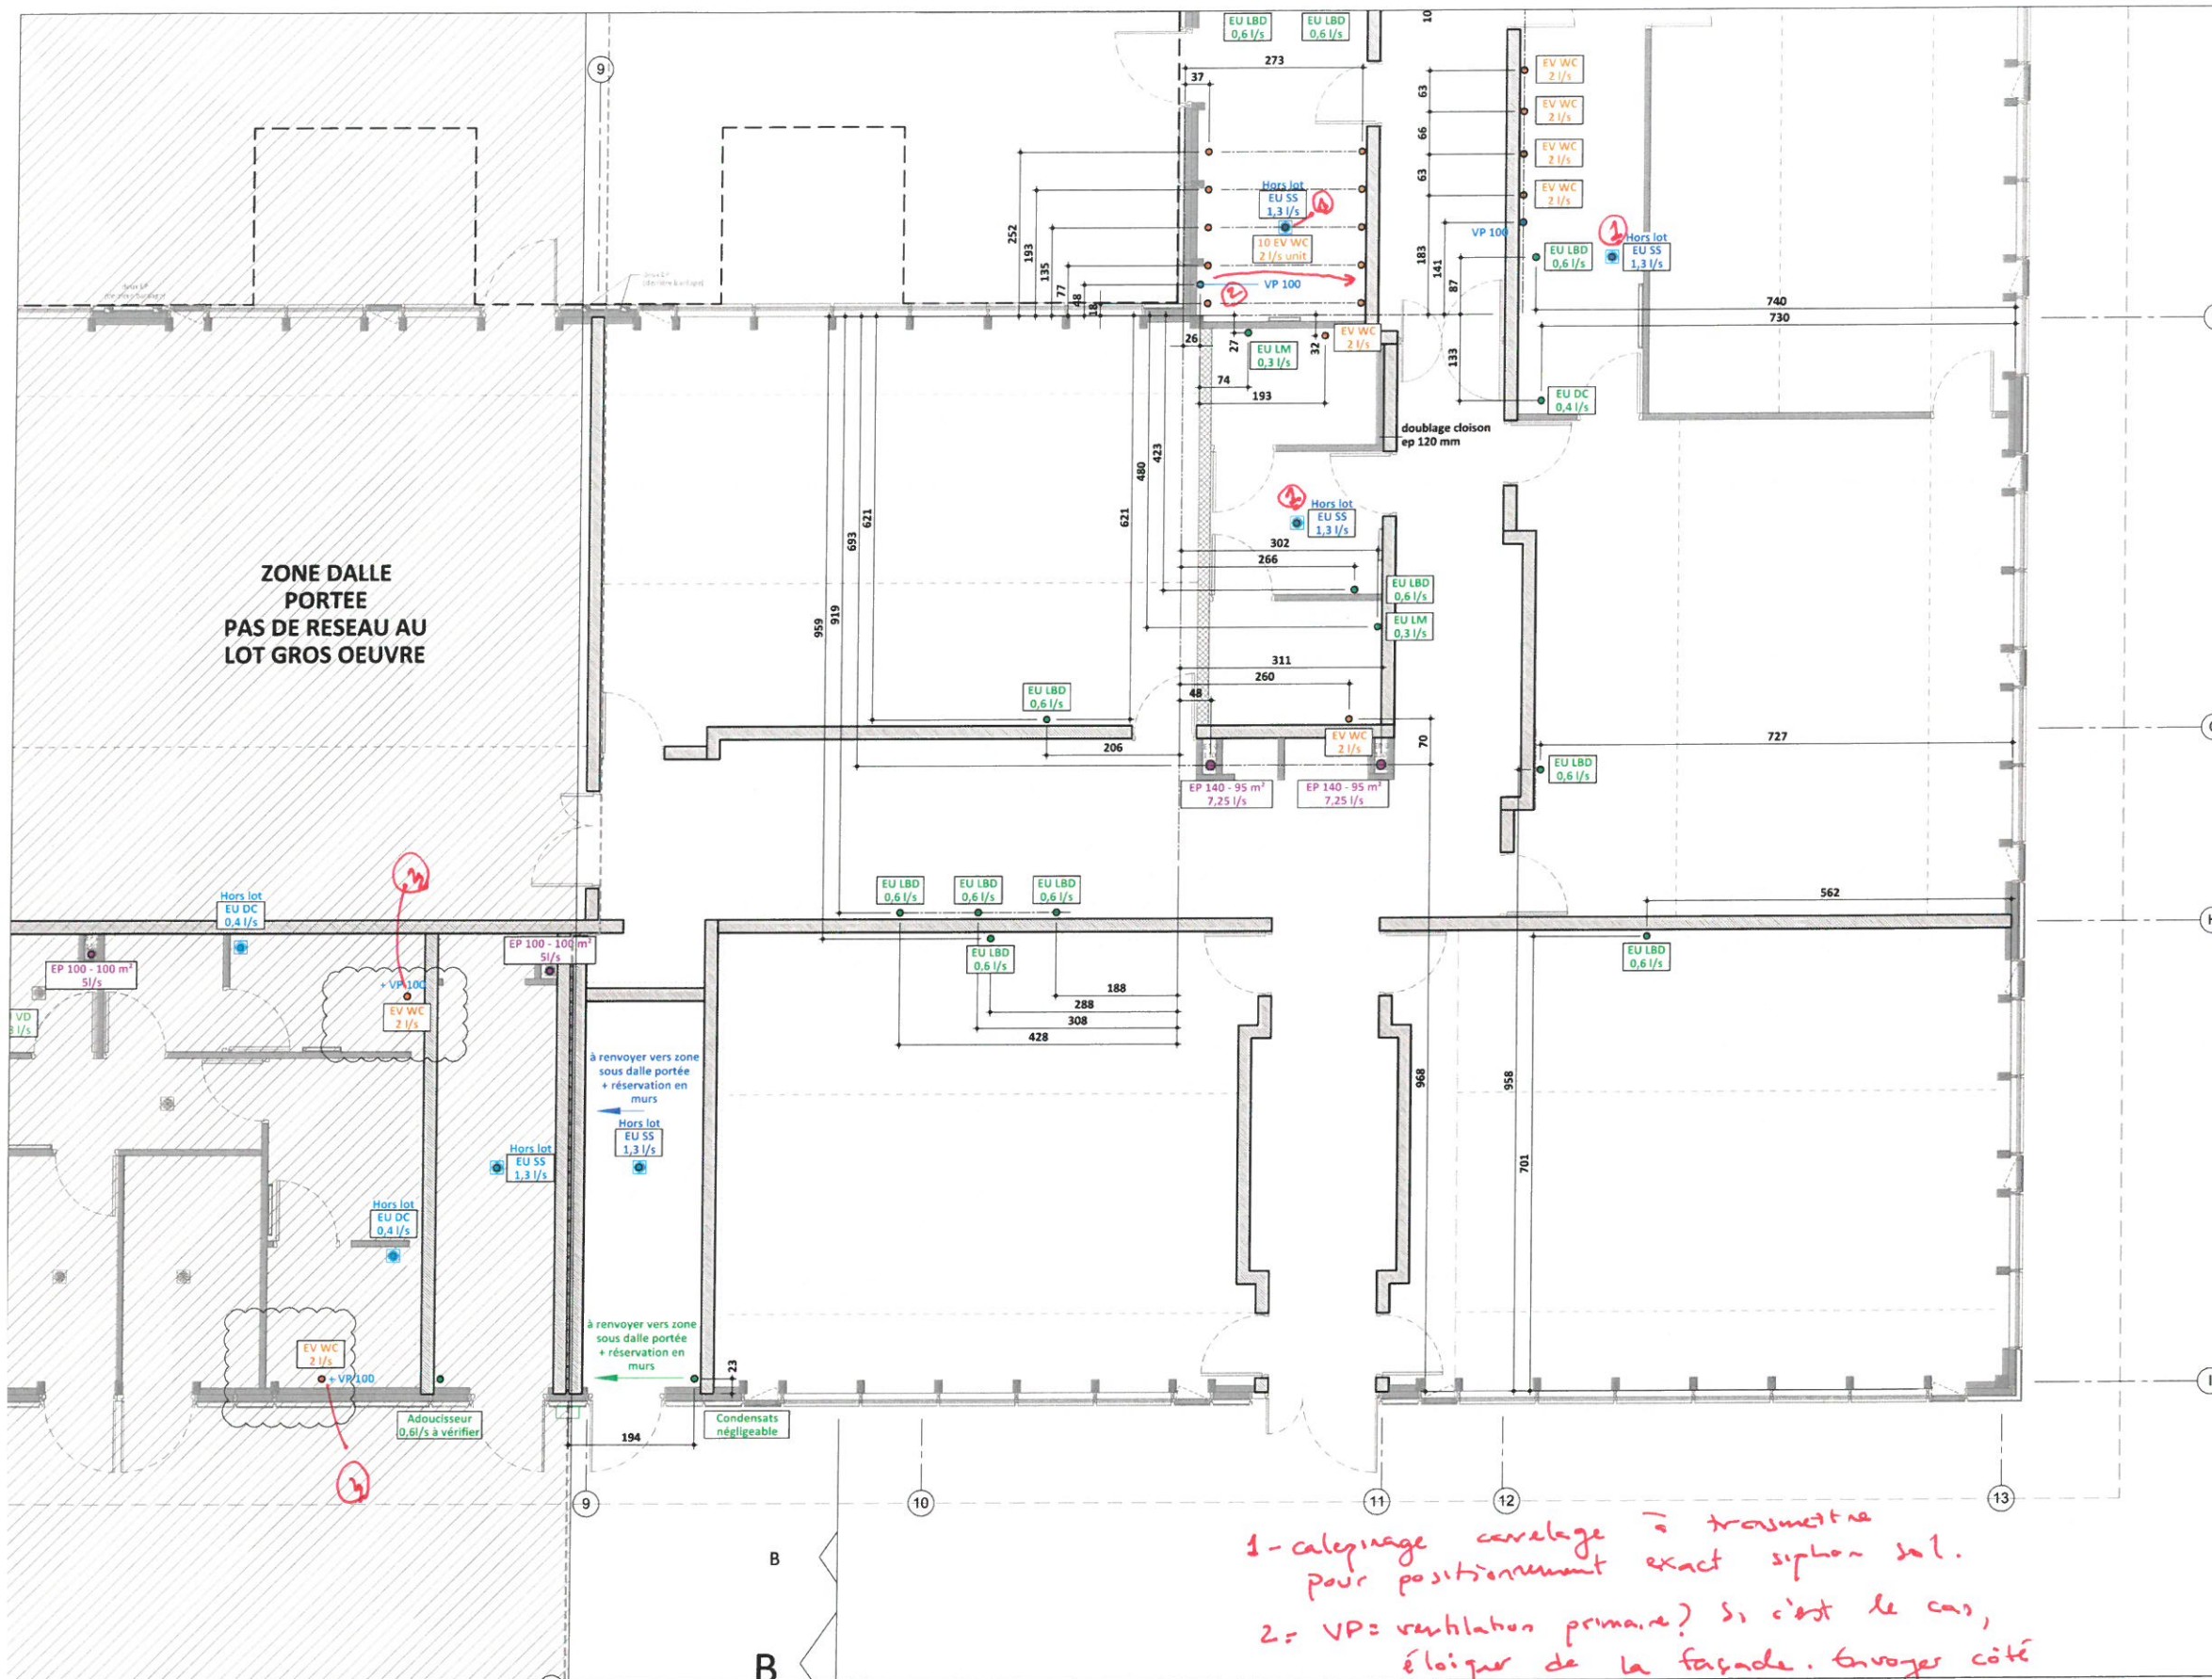 EU LBD
0,6 l/s
EU LBD
0,6 l/s
10
9
273
37
EV WC
2 l/s
63
EV WC
2 l/s
66
EV WC
2 l/s
63
EV WC
2 l/s
Hors lot
EU SS
1,3 l/s
1
10 EV WC
2 l/s unit
2
VP 100
252
193
135
77
48
18
VP 100
183
141
87
EU LBD
0,6 l/s
1
Hors lot
EU SS
1,3 l/s
740
730
26
27
EU LM
0,3 l/s
32
EV WC
2 l/s
74
193
133
EU DC
0,4 l/s
doublage cloison
ep 120 mm
423
480
621
693
621
1
Hors lot
EU SS
1,3 l/s
302
266
EU LBD
0,6 l/s
EU LM
0,3 l/s
311
260
48
ZONE DALLE
PORTEE
PAS DE RESEAU AU
LOT GROS OEUVRE
959
919
EU LBD
0,6 l/s
206
EV WC
2 l/s
70
727
EU LBD
0,6 l/s
EP 140 - 95 m²
7,25 l/s
EP 140 - 95 m²
7,25 l/s
3
Hors lot
EU DC
0,4 l/s
EU LBD
0,6 l/s
EU LBD
0,6 l/s
EU LBD
0,6 l/s
562
H
EP 100 - 100 m²
5l/s
EP 100 - 100 m²
5l/s
EU LBD
0,6 l/s
EU LBD
0,6 l/s
+ VP 100
EV WC
2 l/s
VD
188
288
308
428
à renvoyer vers zone
sous dalle portée
+ réservation en
murs
Hors lot
EU SS
1,3 l/s
968
958
701
Hors lot
EU SS
1,3 l/s
Hors lot
EU DC
0,4 l/s
à renvoyer vers zone
sous dalle portée
+ réservation en
murs
23
EV WC
2 l/s
+ VP 100
Adoucisseur
0,6l/s à vérifier
Condensats
négligeable
194
3
9
10
11
12
13
B
B
1 - calepinage carrelage à transmettre
pour positionnement exact siphon sol.
2 = VP = ventilation primaire ? Si c'est le cas,
éloigner de la façade. Envoyer côté